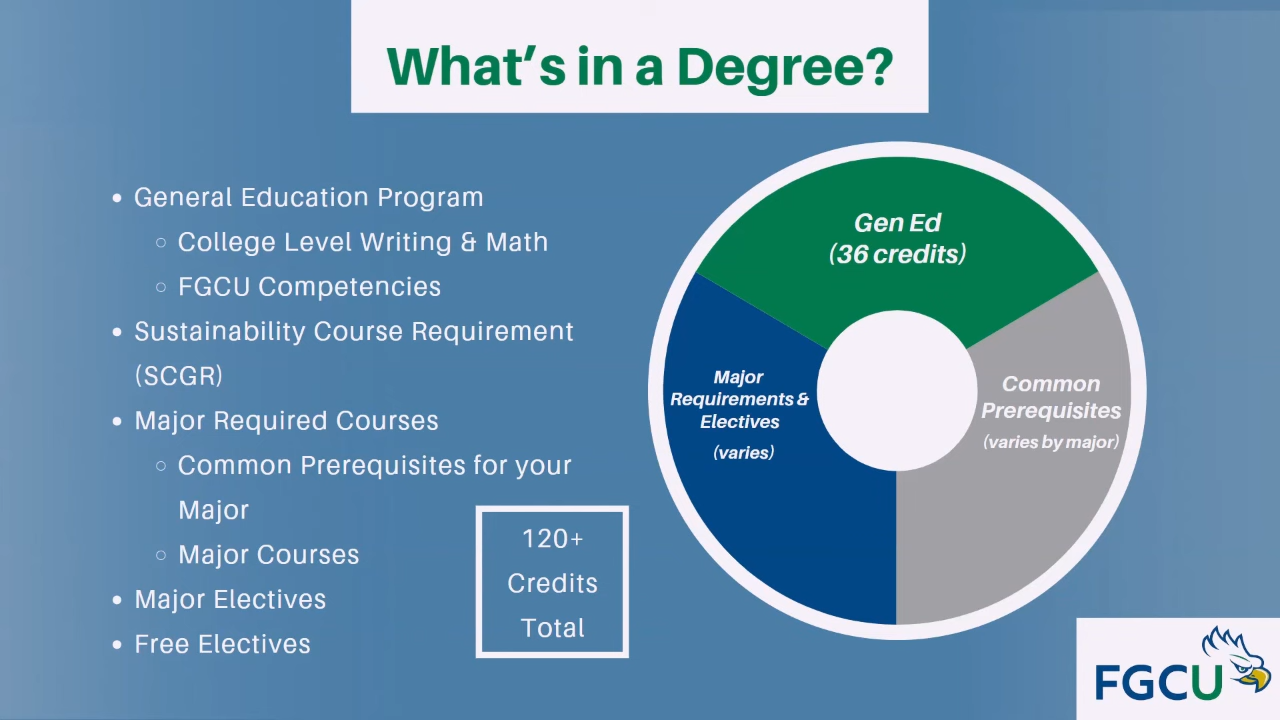 What's in a Degree?
• General Education Program
◦ College Level Writing & Math
◦ FGCU Competencies
• Sustainability Course Requirement
(SCGR)
• Major Required Courses
◦ Common Prerequisites for your
Major
◦ Major Courses
• Major Electives
• Free Electives
120+
Credits
Total
Gen Ed
(36 credits)
Major
Requirements &
Electives
(varies)
Common
Prerequisites
(varies by major)
FGCU